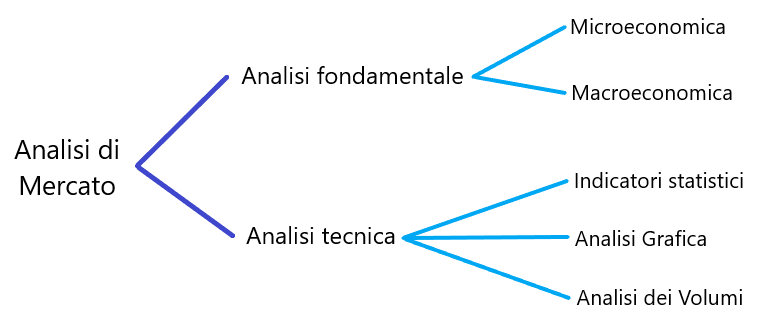 Analisi di
Mercato
Analisi fondamentale
Microeconomica
Macroeconomica
Analisi tecnica
Indicatori statistici
Analisi Grafica
Analisi dei Volumi